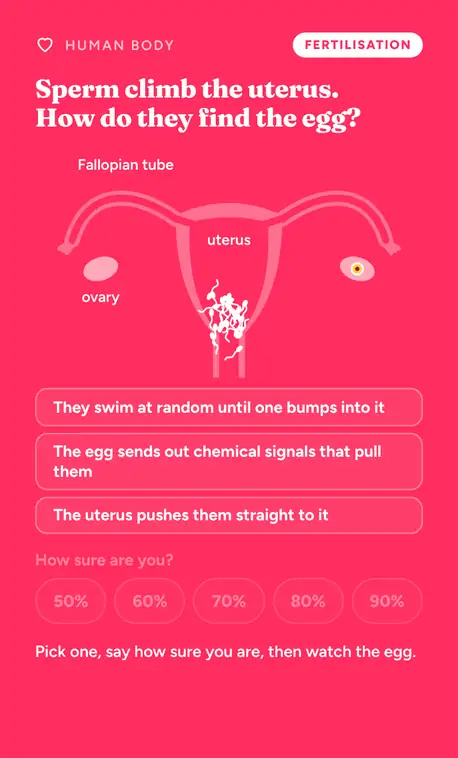 HUMAN BODY
FERTILISATION
Sperm climb the uterus.
How do they find the egg?
Fallopian tube
uterus
ovary
They swim at random until one bumps into it
The egg sends out chemical signals that pull
them
The uterus pushes them straight to it
How sure are you?
50% 60% 70% 80% 90%
Pick one, say how sure you are, then watch the egg.